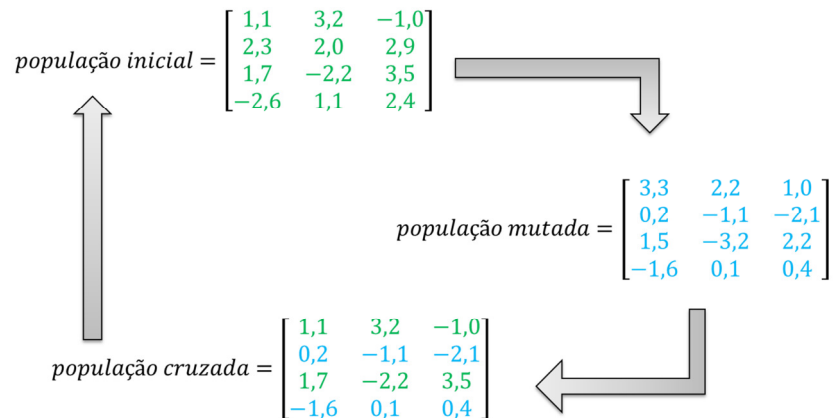 população inicial = [1,1 3,2 −1,0
2,3 2,0 2,9
1,7 −2,2 3,5
−2,6 1,1 2,4]
população mutada = [3,3 2,2 1,0
0,2 −1,1 −2,1
1,5 −3,2 2,2
−1,6 0,1 0,4]
população cruzada = [1,1 3,2 −1,0
0,2 −1,1 −2,1
1,7 −2,2 3,5
−1,6 0,1 0,4]